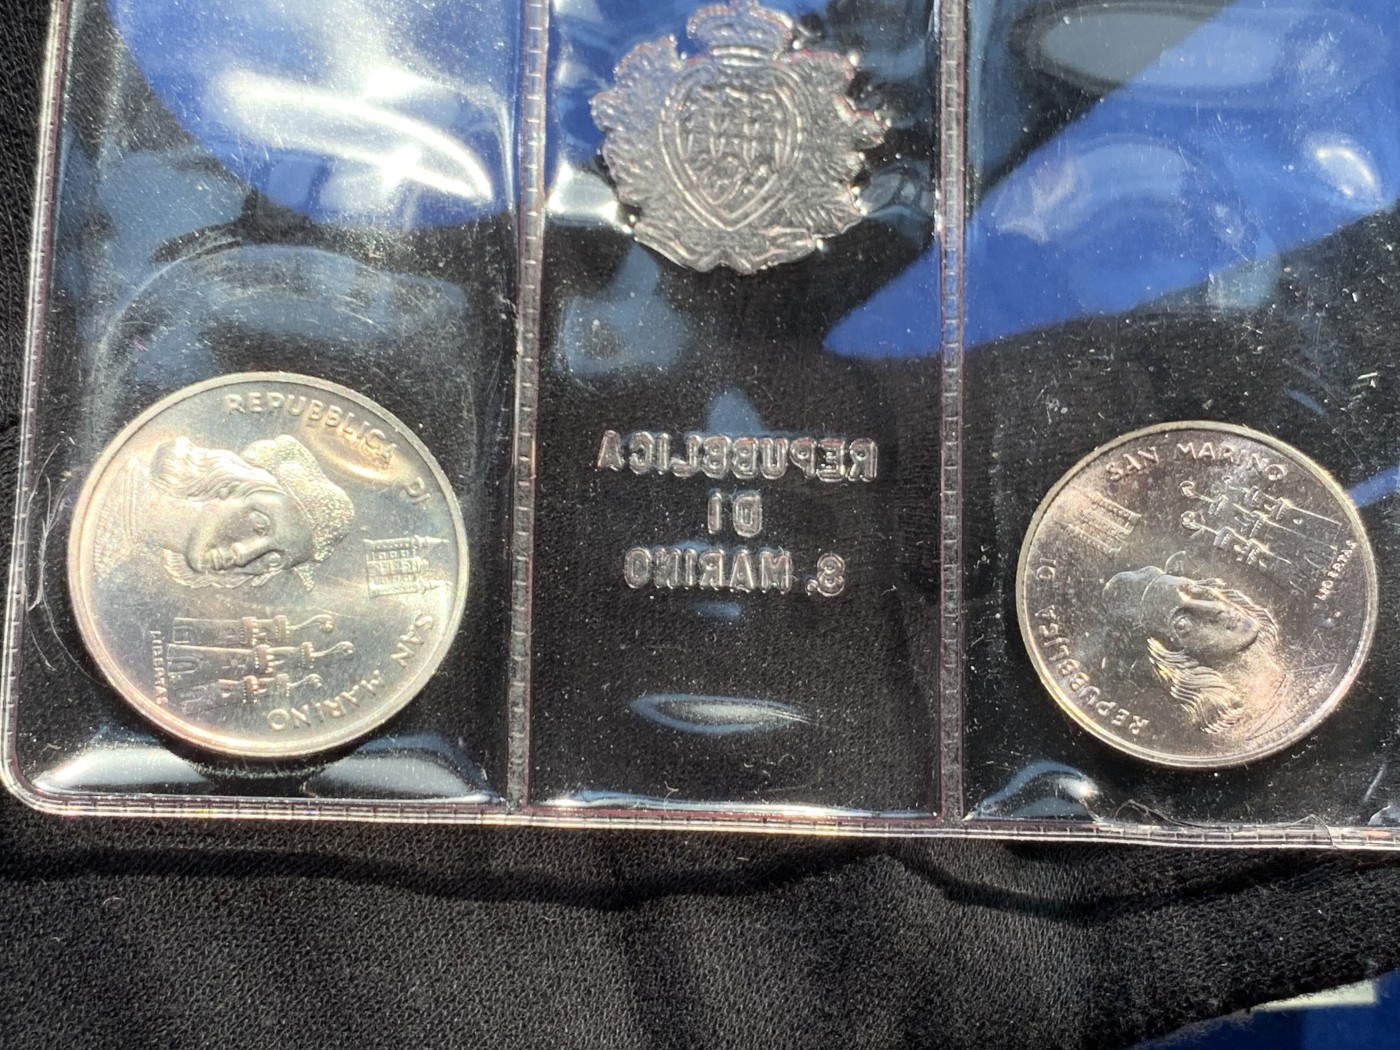 REPUBBLICA DI SAN MARINO
LIBERTAS
REPUBBLICA
DI
S. MARINO
REPUBBLICA DI SAN MARINO